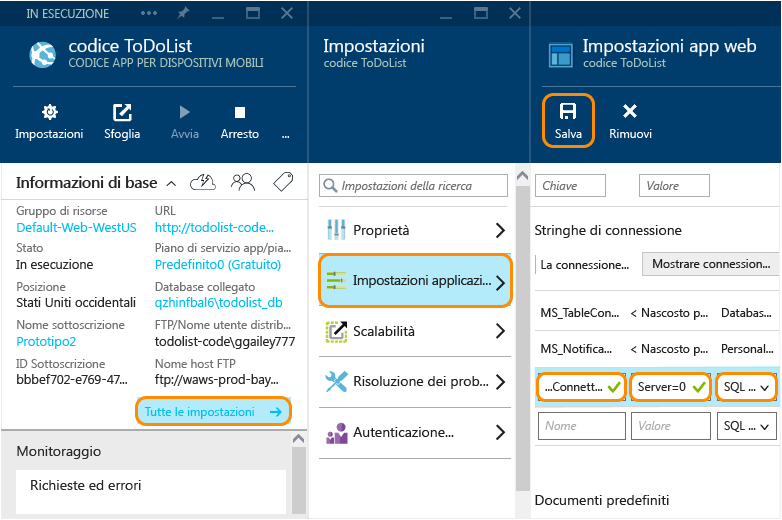 IN ESECUZIONE
codice ToDoList
CODICE APP PER DISPOSITIVI MOBILI
Impostazioni
Sfoglia
Avvia
Arresto
...
Informazioni di base
Gruppo di risorse
Default-Web-WestUS
URL
http://todolist-code...
Stato
In esecuzione
Piano di servizio app/pia...
Predefinito0 (Gratuito)
Posizione
Stati Uniti occidentali
Database collegato
qzhinfbal6\todolist_db
Nome sottoscrizione
Prototipo2
FTP/Nome utente distrib...
todolist-code\ggailey777
ID Sottoscrizione
bbbef702-e769-47...
Nome host FTP
ftp://waws-prod-bay...
Tutte le impostazioni
Monitoraggio
Richieste ed errori
Impostazioni
codice ToDoList
Impostazioni della ricerca
Proprietà
Impostazioni applicazi...
Scalabilità
Risoluzione dei prob...
Autenticazione...
Impostazioni app web
codice ToDoList
Salva
Rimuovi
Chiave
Valore
Stringhe di connessione
La connessione...
Mostrare connession...
MS_TableCon...
< Nascosto p...
Databas...
MS_Notifica...
< Nascosto p...
Personal...
...Connett...
Server=0
SQL ...
Nome
Valore
SQL ...
Documenti predefiniti